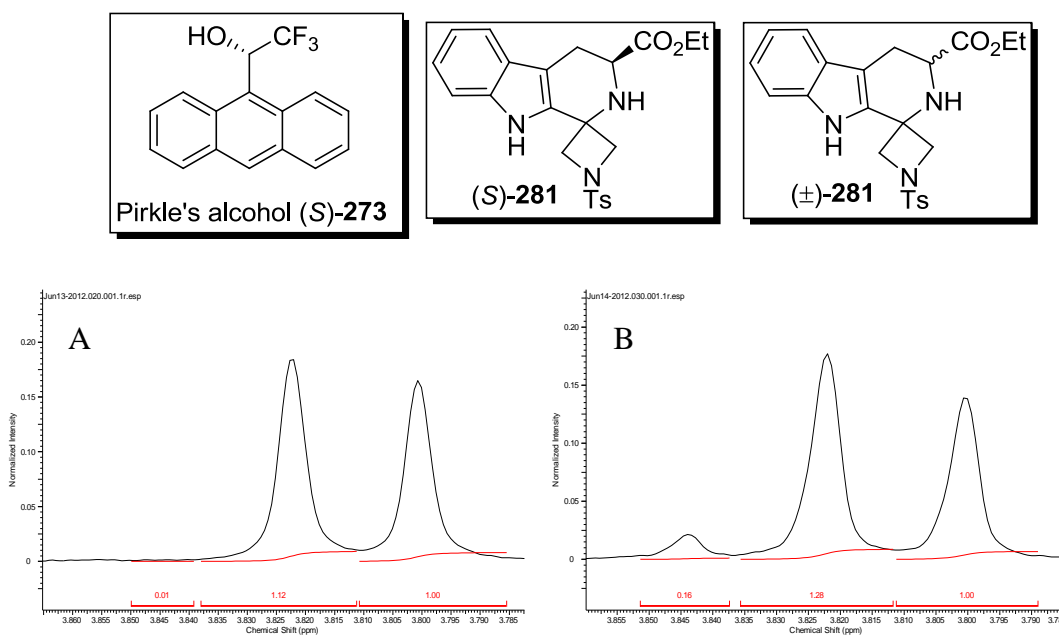 HO
CF3
Pirkle's alcohol (S)-273
CO2Et
NH
N
H
N
Ts
(S)-281
CO2Et
NH
N
H
N
Ts
(±)-281
Jun13-2012.020.001.1r.esp
A
0.20
0.15
0.10
0.05
0
Normalized Intensity
0.01
1.12
1.00
3.860 3.855 3.850 3.845 3.840 3.835 3.830 3.825 3.820 3.815 3.810 3.805 3.800 3.795 3.790 3.785
Chemical Shift (ppm)
Jun14-2012.030.001.1r.esp
B
0.20
0.15
0.10
0.05
0
Normalized Intensity
0.16
1.28
1.00
3.855 3.850 3.845 3.840 3.835 3.830 3.825 3.820 3.815 3.810 3.805 3.800 3.795 3.790 3.785
Chemical Shift (ppm)